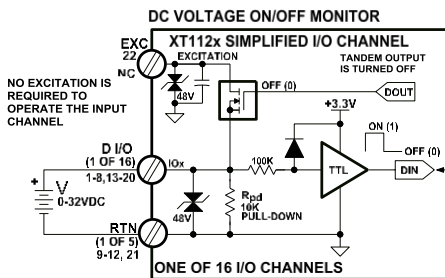 DC VOLTAGE ON/OFF MONITOR
XT112x SIMPLIFIED I/O CHANNEL
EXC
22
NC
EXCITATION
TANDEM OUTPUT
IS TURNED OFF
NO EXCITATION IS
REQUIRED TO
OPERATE THE INPUT
CHANNEL
48V
OFF (0)
DOUT
+3.3V
ON (1)
OFF (0)
D I/O
(1 OF 16)
1-8,13-20
IOx
100K
TTL
DIN
+
V
0-32VDC
48V
Rpd
10K
PULL-DOWN
RTN
(1 OF 5)
9-12, 21
ONE OF 16 I/O CHANNELS